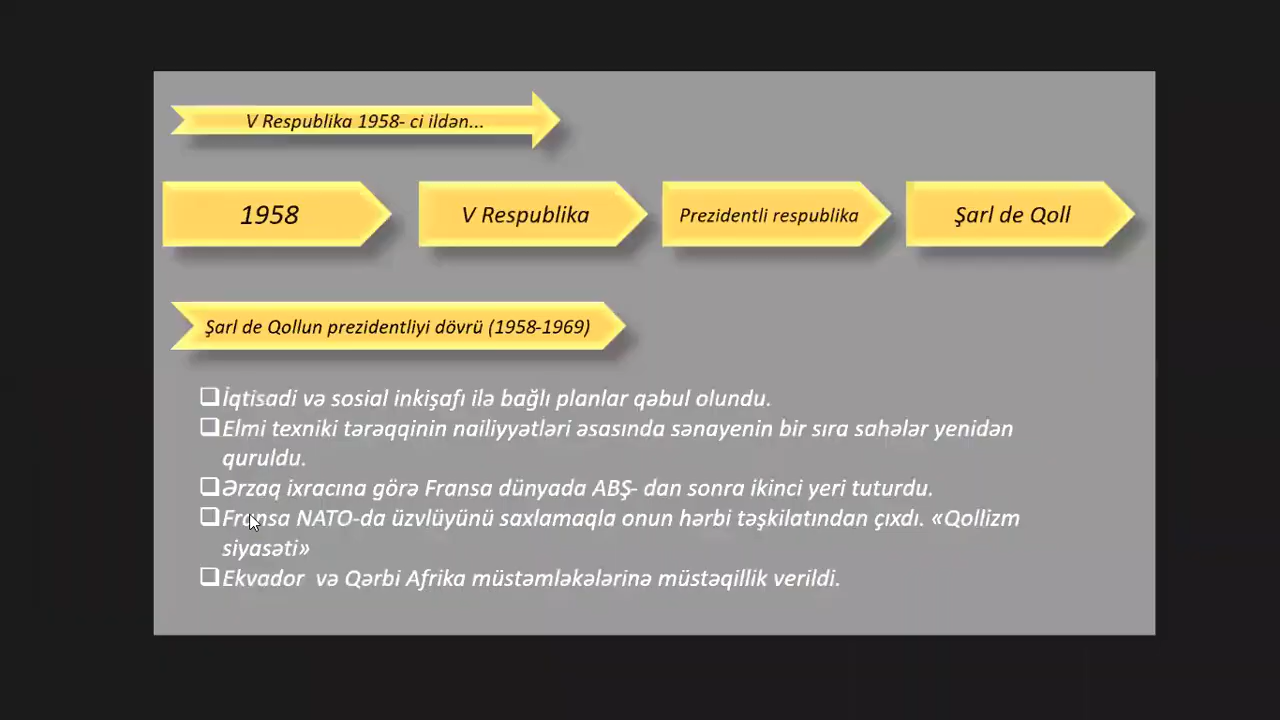 V Respublika 1958- ci ildən...
1958
V Respublika
Prezidentli respublika
Şarl de Qoll
Şarl de Qollun prezidentliyi dövrü (1958-1969)
❑İqtisadi və sosial inkişafı ilə bağlı planlar qəbul olundu.
❑Elmi texniki tərəqqinin nailiyyətləri əsasında sənayenin bir sıra sahələr yenidən
quruldu.
❑Ərzaq ixracına görə Fransa dünyada ABŞ- dan sonra ikinci yeri tuturdu.
❑Fransa NATO-da üzvlüyünü saxlamaqla onun hərbi təşkilatından çıxdı. «Qollizm
siyasəti»
❑Ekvador  və Qərbi Afrika müstəmləkələrinə müstəqillik verildi.